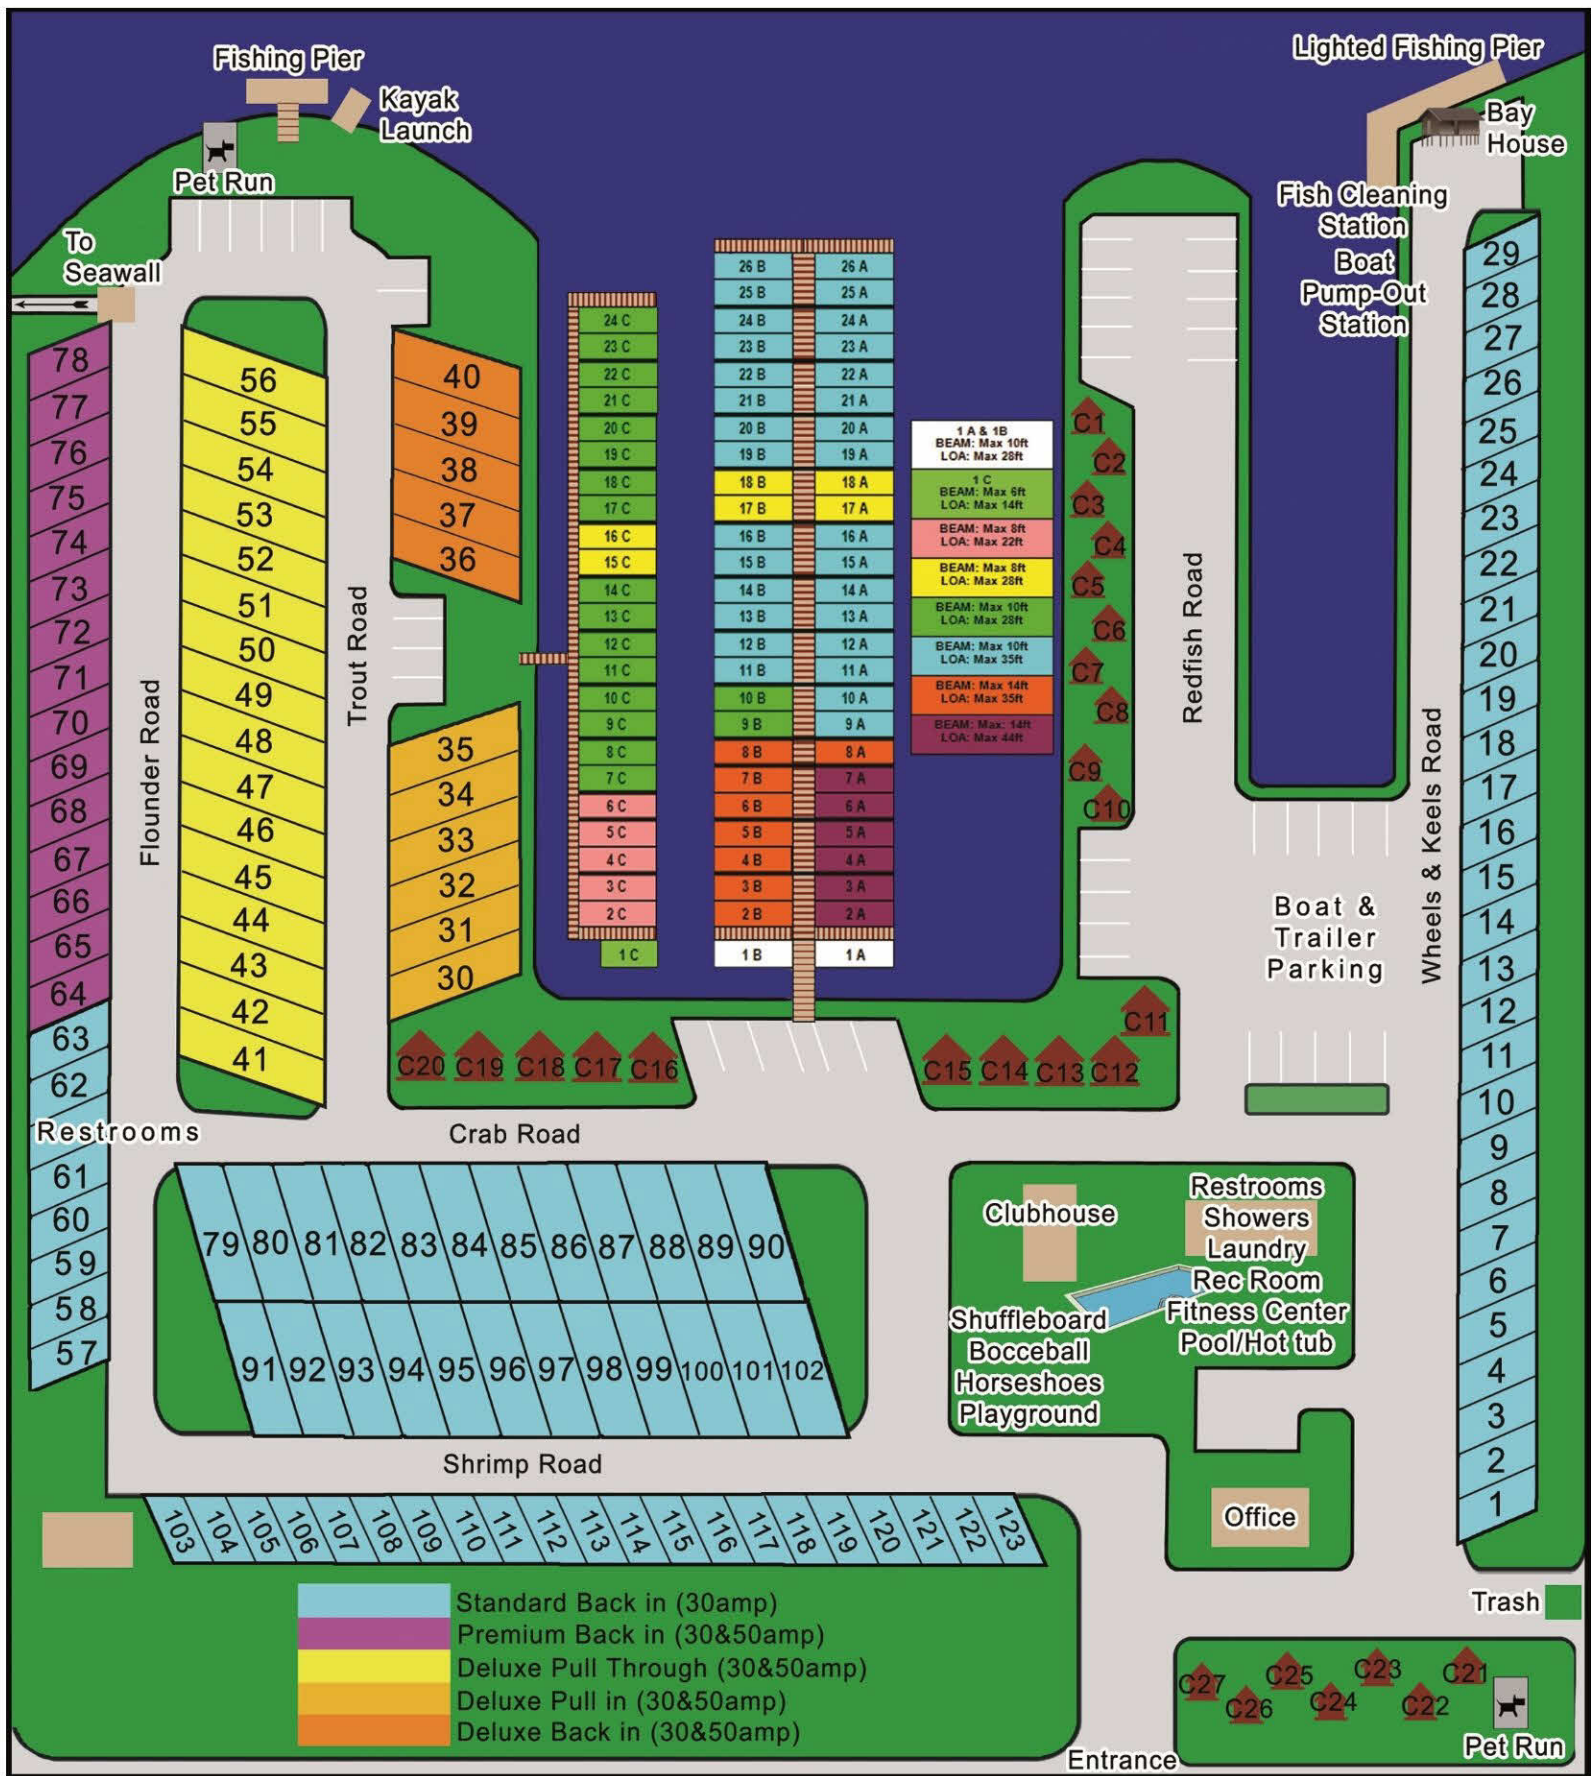 Fishing Pier
Kayak
Launch
Pet Run
To
Seawall
Lighted Fishing Pier
Bay
House
Fish Cleaning
Station
Boat
Pump-Out
Station
78
77
76
75
74
73
72
71
70
69
68
67
66
65
64
63
62
Restrooms
61
60
59
58
57
Flounder Road
56
55
54
53
52
51
50
49
48
47
46
45
44
43
42
41
Trout Road
40
39
38
37
36
35
34
33
32
31
30
24 C
23 C
22 C
21 C
20 C
19 C
18 C
17 C
16 C
15 C
14 C
13 C
12 C
11 C
10 C
9 C
8 C
7 C
6 C
5 C
4 C
3 C
2 C
1 C
26 B 26 A
25 B 25 A
24 B 24 A
23 B 23 A
22 B 22 A
21 B 21 A
20 B 20 A
19 B 19 A
18 B 18 A
17 B 17 A
16 B 16 A
15 B 15 A
14 B 14 A
13 B 13 A
12 B 12 A
11 B 11 A
10 B 10 A
9 B 9 A
8 B 8 A
7 B 7 A
6 B 6 A
5 B 5 A
4 B 4 A
3 B 3 A
2 B 2 A
1 B 1 A
1 A & 1B
BEAM: Max 10ft
LOA: Max 28ft
1 C
BEAM: Max 6ft
LOA: Max 14ft
BEAM: Max 8ft
LOA: Max 22ft
BEAM: Max 8ft
LOA: Max 28ft
BEAM: Max 10ft
LOA: Max 28ft
BEAM: Max 10ft
LOA: Max 35ft
BEAM: Max 14ft
LOA: Max 35ft
BEAM: Max: 14ft
LOA: Max 44ft
C1
C2
C3
C4
C5
C6
C7
C8
C9
C10
C11
Redfish Road
Boat &
Trailer
Parking
Wheels & Keels Road
29
28
27
26
25
24
23
22
21
20
19
18
17
16
15
14
13
12
11
10
9
8
7
6
5
4
3
2
1
C20 C19 C18 C17 C16
C15 C14 C13 C12
Crab Road
79 80 81 82 83 84 85 86 87 88 89 90
91 92 93 94 95 96 97 98 99 100 101 102
Shrimp Road
103 104 105 106 107 108 109 110 111 112 113 114 115 116 117 118 119 120 121 122 123
Clubhouse
Restrooms
Showers
Laundry
Rec Room
Fitness Center
Pool/Hot tub
Shuffleboard
Bocceball
Horseshoes
Playground
Office
Trash
Standard Back in (30amp)
Premium Back in (30&50amp)
Deluxe Pull Through (30&50amp)
Deluxe Pull in (30&50amp)
Deluxe Back in (30&50amp)
C27 C26 C25 C24 C23 C22 C21
Pet Run
Entrance